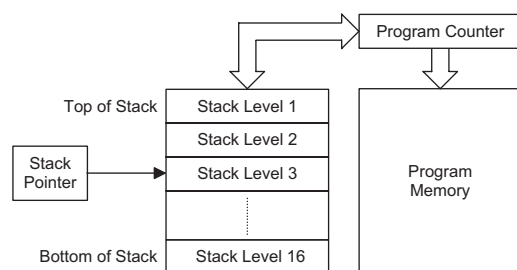 Program Counter
Top of Stack
Stack Level 1
Stack Level 2
Stack
Pointer
Stack Level 3
Program
Memory
Bottom of Stack
Stack Level 16